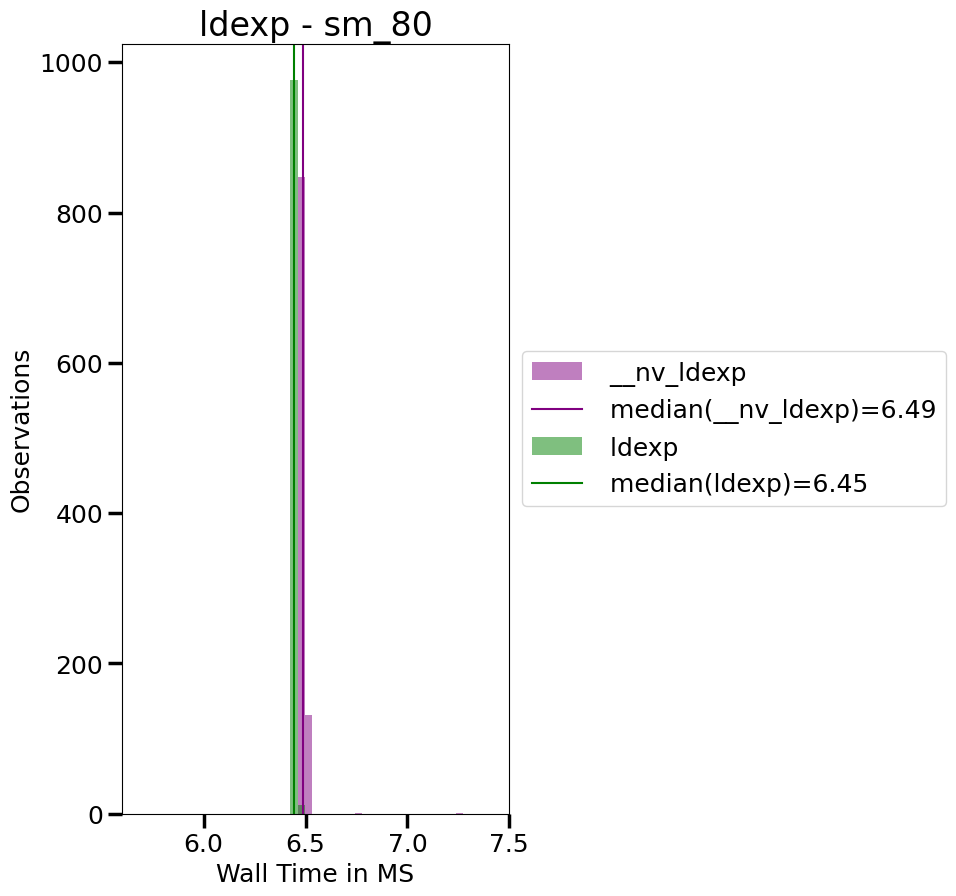 ldexp - sm_80
1000
800
600
400
200
0
Observations
6.0 6.5 7.0 7.5
Wall Time in MS
__nv_ldexp
median(__nv_ldexp)=6.49
ldexp
median(ldexp)=6.45